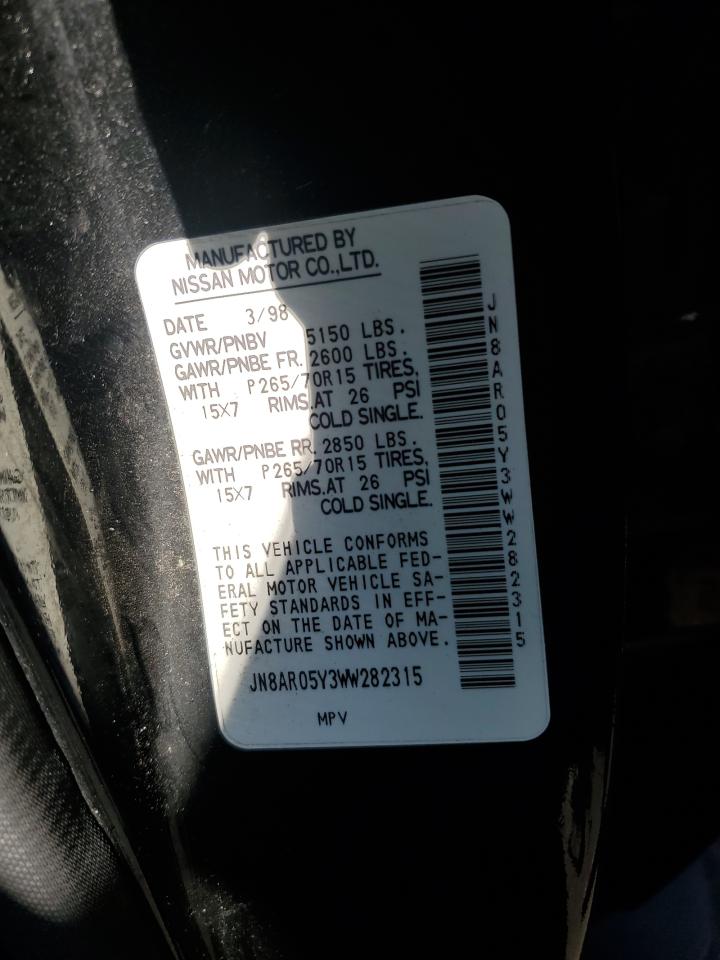 MANUFACTURED BY
NISSAN MOTOR CO.,LTD.
DATE 3/98
GVWR/PNBV 5150 LBS.
GAWR/PNBE FR. 2600 LBS.
WITH P265/70R15 TIRES,
15X7 RIMS.AT 26 PSI
COLD SINGLE.
GAWR/PNBE RR. 2850 LBS.
WITH P265/70R15 TIRES,
15X7 RIMS.AT 26 PSI
COLD SINGLE.
THIS VEHICLE CONFORMS
TO ALL APPLICABLE FED-
ERAL MOTOR VEHICLE SA-
FETY STANDARDS IN EFF-
ECT ON THE DATE OF MA-
NUFACTURE SHOWN ABOVE.
JN8AR05Y3WW282315
MPV
JN8AR05Y3WW282315